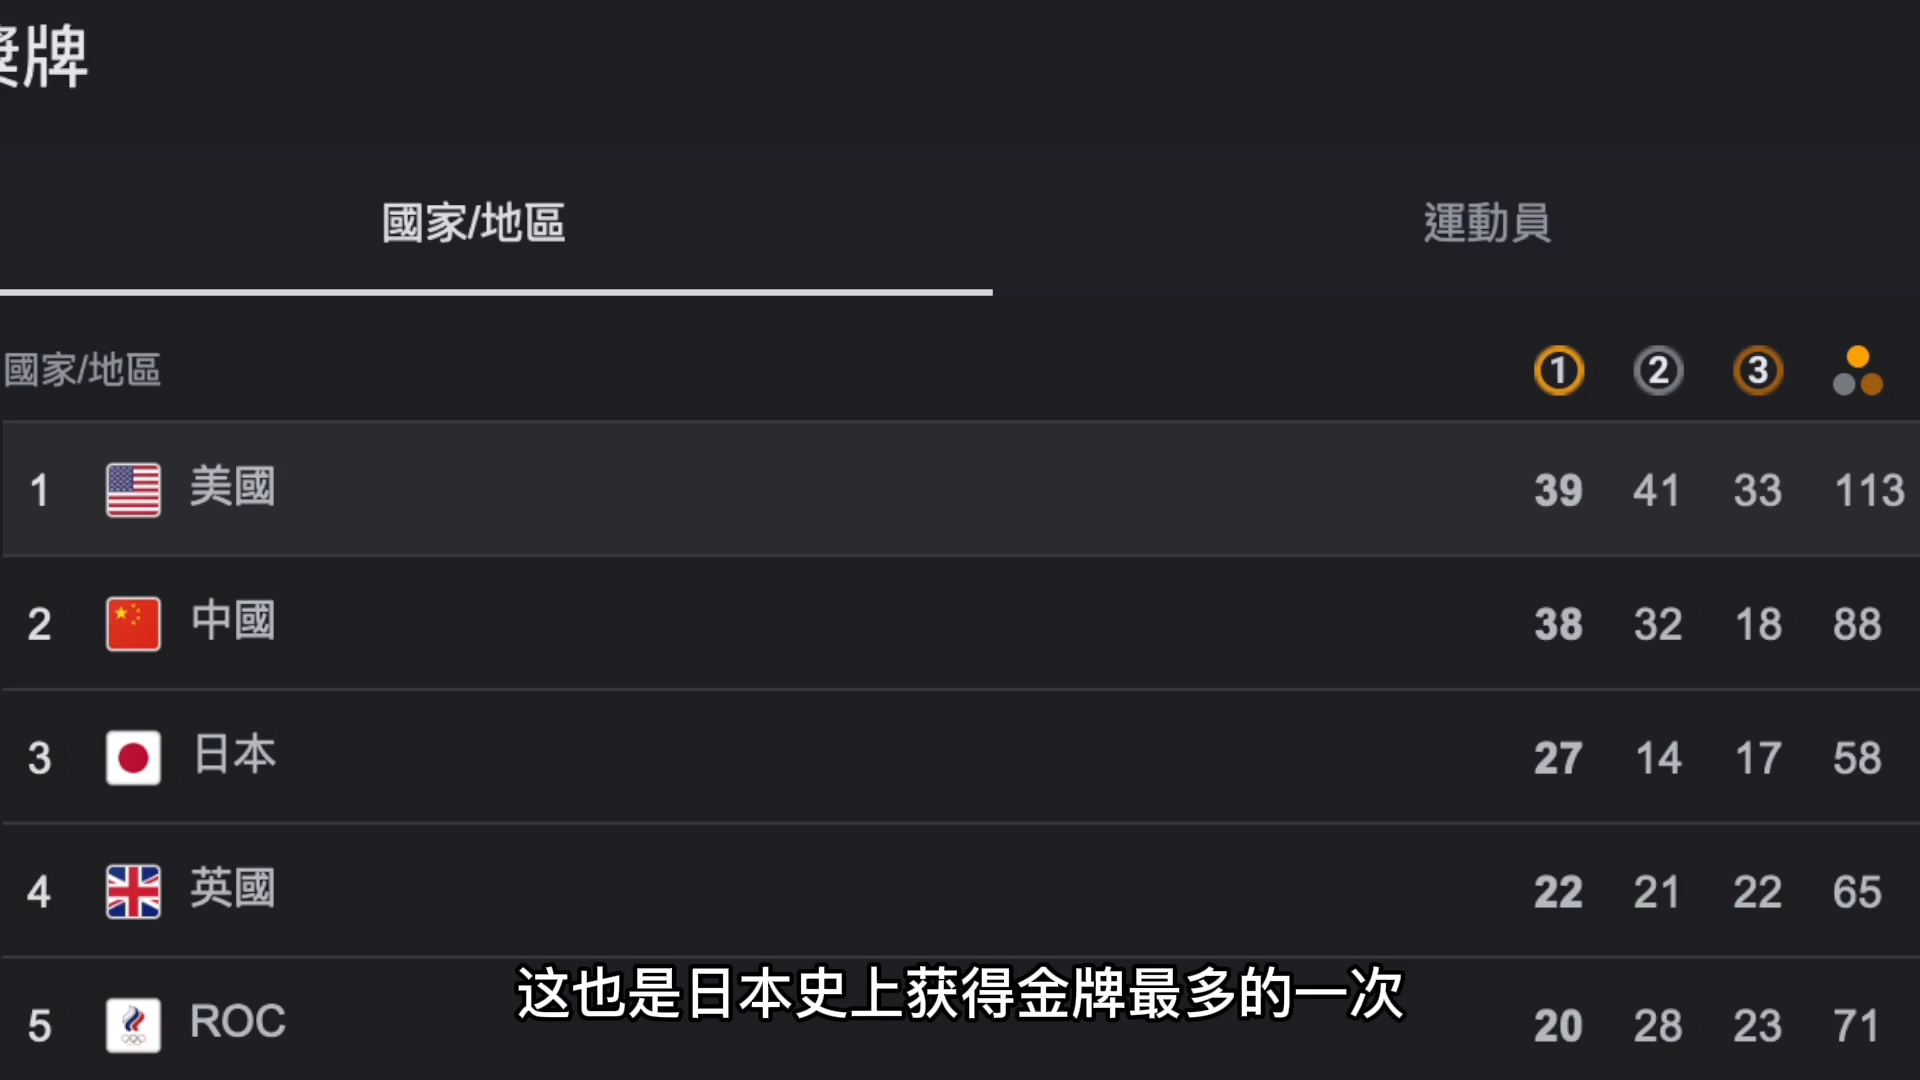 獎牌
國家/地區 運動員
國家/地區 1 2 3
1 美國 39 41 33 113
2 中國 38 32 18 88
3 日本 27 14 17 58
4 英國 22 21 22 65
这也是日本史上获得金牌最多的一次
5 ROC 20 28 23 71